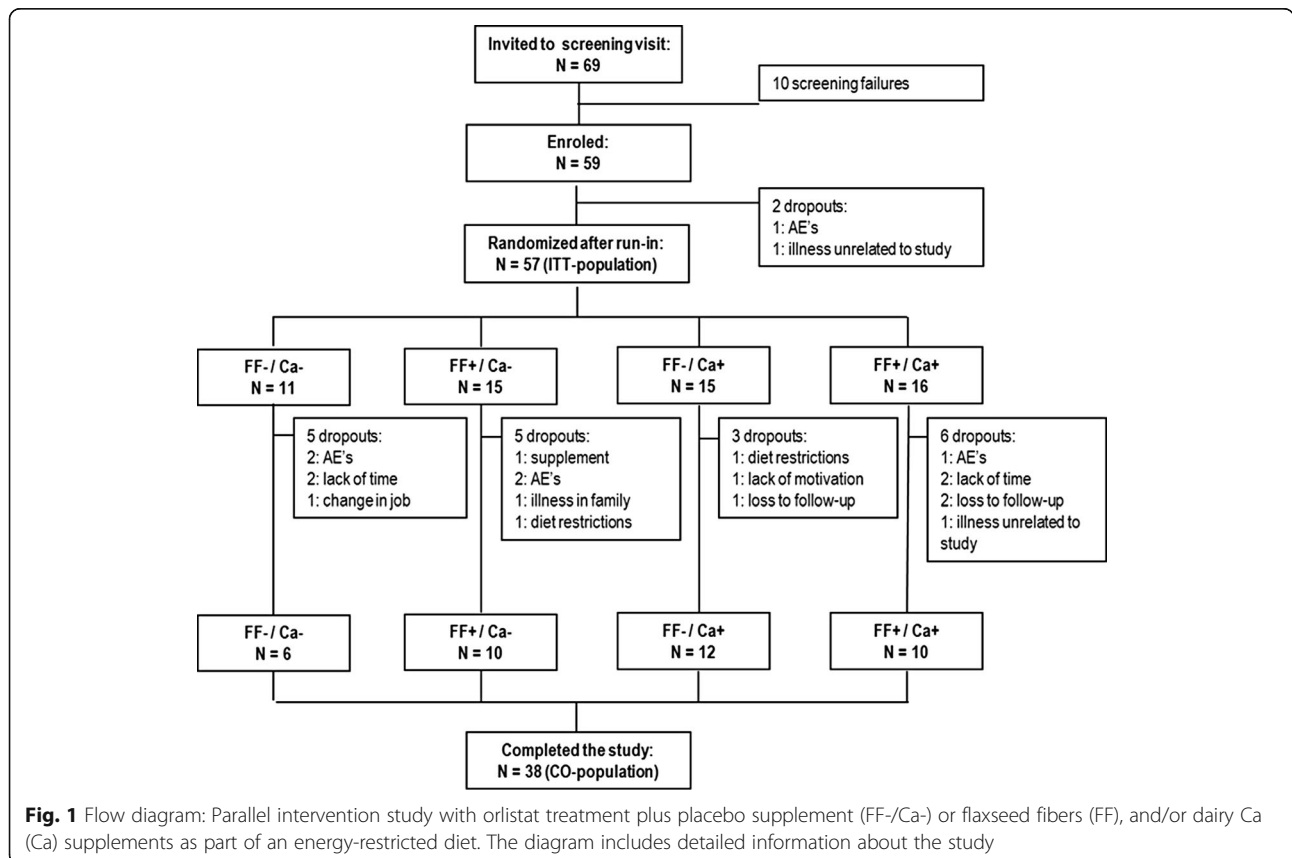 Invited to screening visit:
N = 69
10 screening failures
Enroled:
N = 59
2 dropouts:
1: AE's
1: illness unrelated to study
Randomized after run-in:
N = 57 (ITT-population)
FF- / Ca-
N = 11
FF+ / Ca-
N = 15
FF- / Ca+
N = 15
FF+ / Ca+
N = 16
5 dropouts:
2: AE's
2: lack of time
1: change in job
5 dropouts:
1: supplement
2: AE's
1: illness in family
1: diet restrictions
3 dropouts:
1: diet restrictions
1: lack of motivation
1: loss to follow-up
6 dropouts:
1: AE's
2: lack of time
2: loss to follow-up
1: illness unrelated to
study
FF- / Ca-
N = 6
FF+ / Ca-
N = 10
FF- / Ca+
N = 12
FF+ / Ca+
N = 10
Completed the study:
N = 38 (CO-population)
Fig. 1 Flow diagram: Parallel intervention study with orlistat treatment plus placebo supplement (FF-/Ca-) or flaxseed fibers (FF), and/or dairy Ca
(Ca) supplements as part of an energy-restricted diet. The diagram includes detailed information about the study